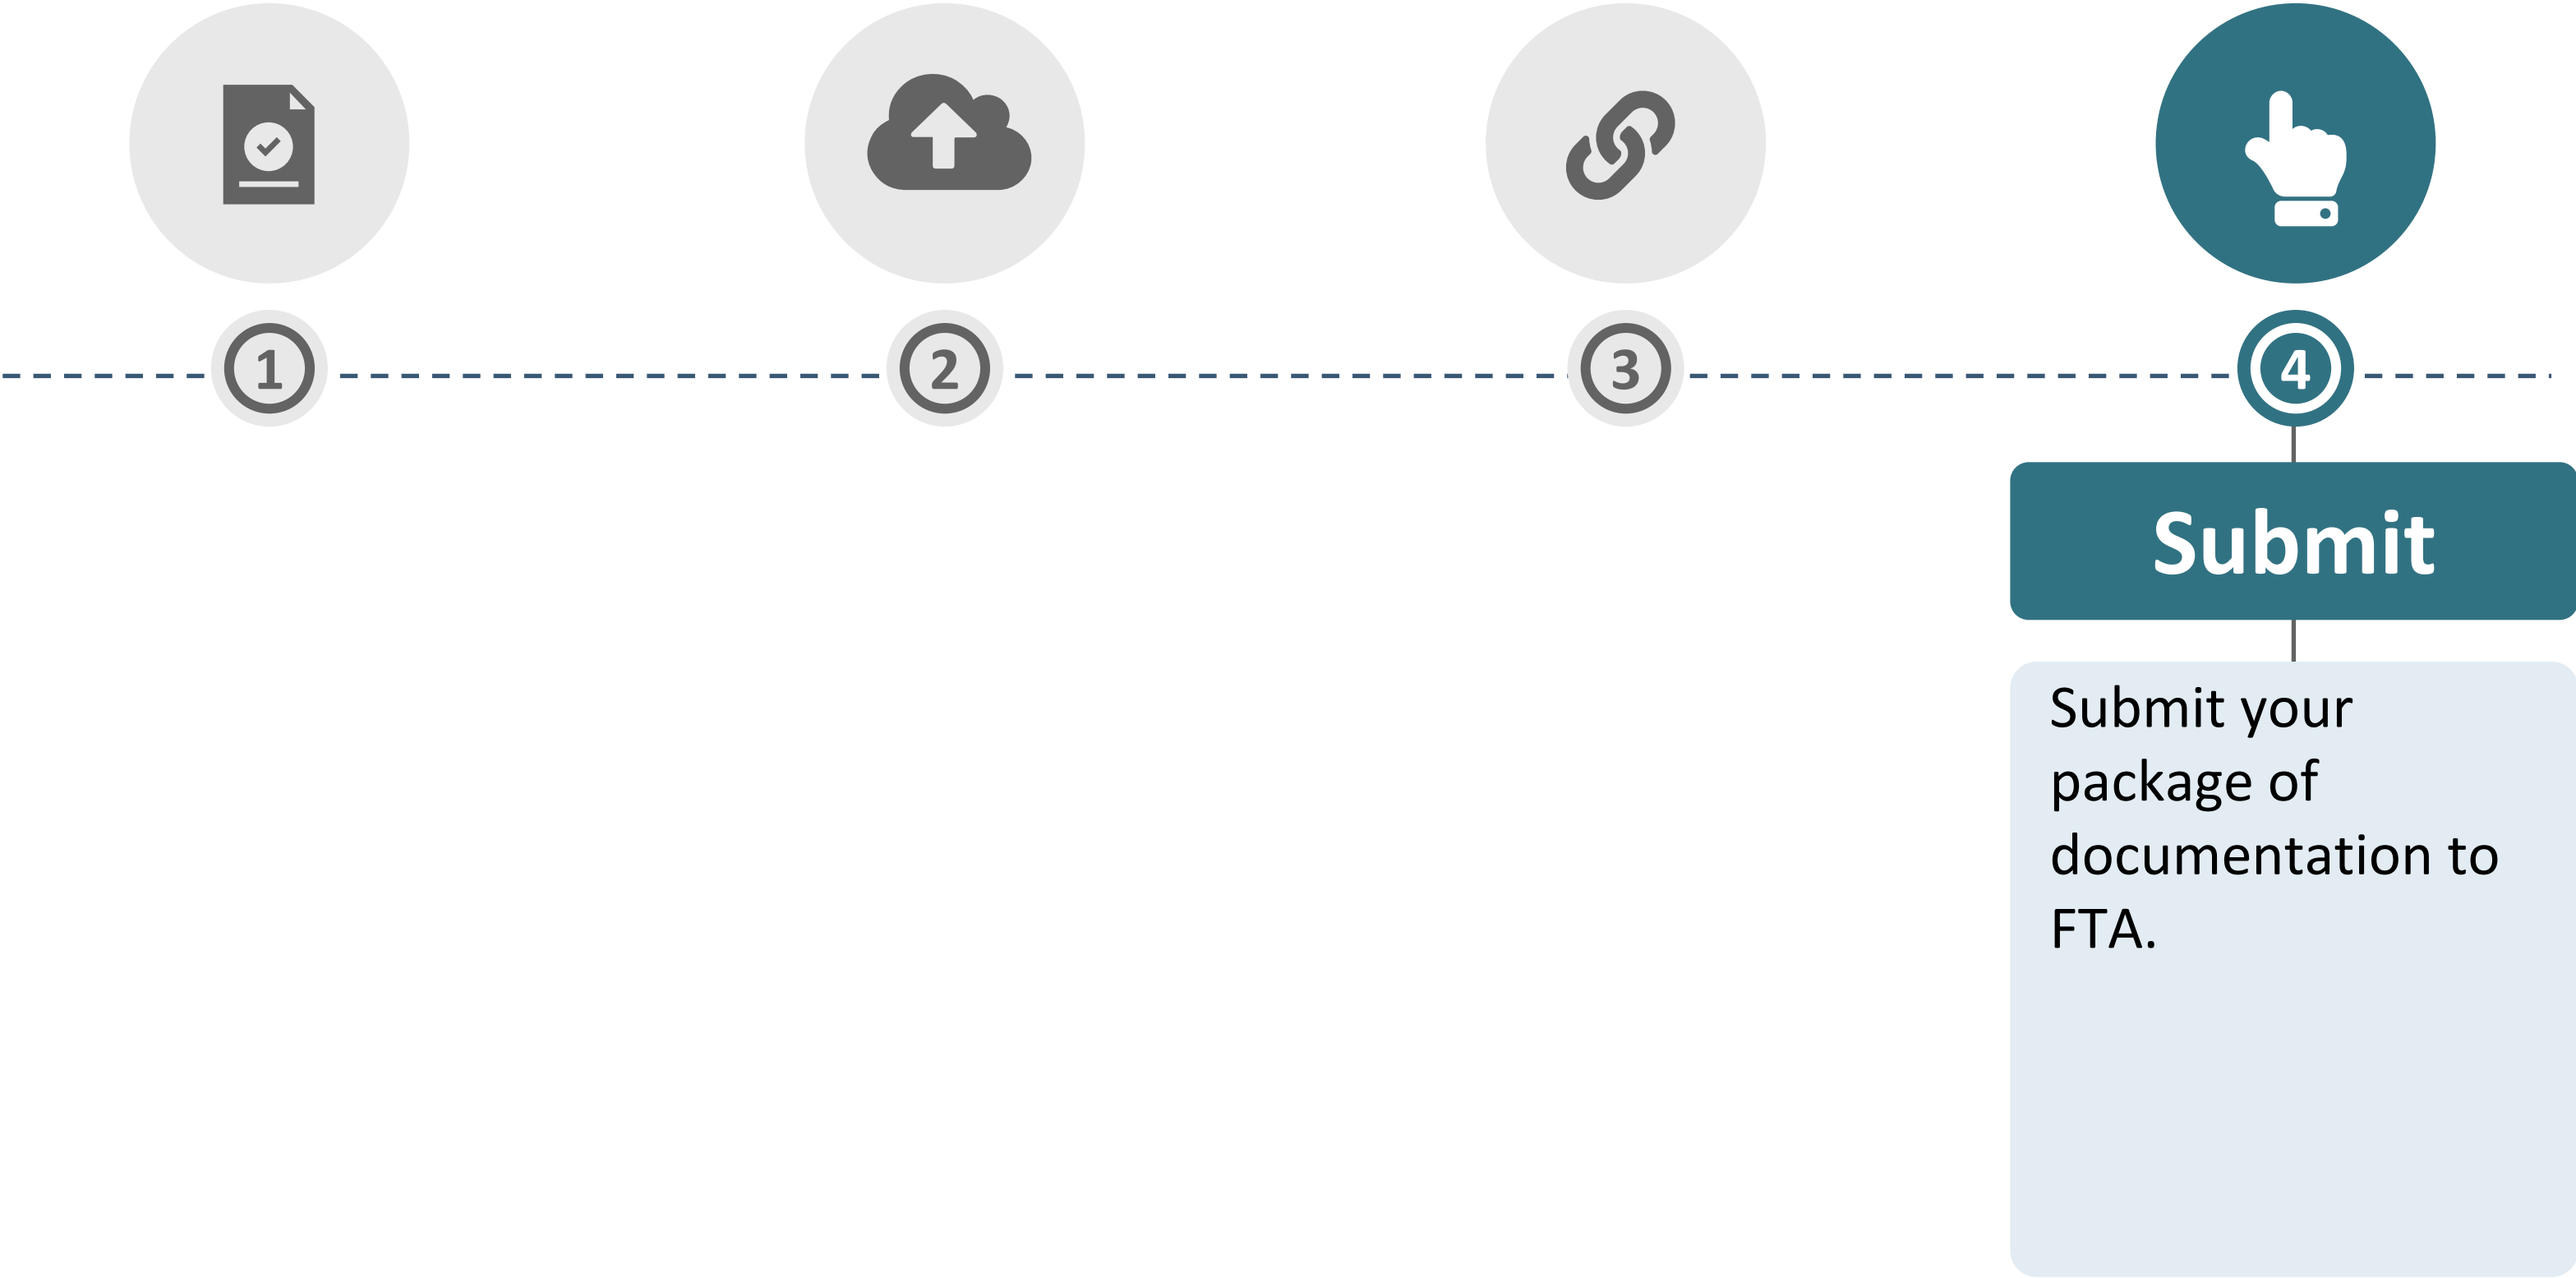 1
2
3
4
Submit
Submit your
package of
documentation to
FTA.